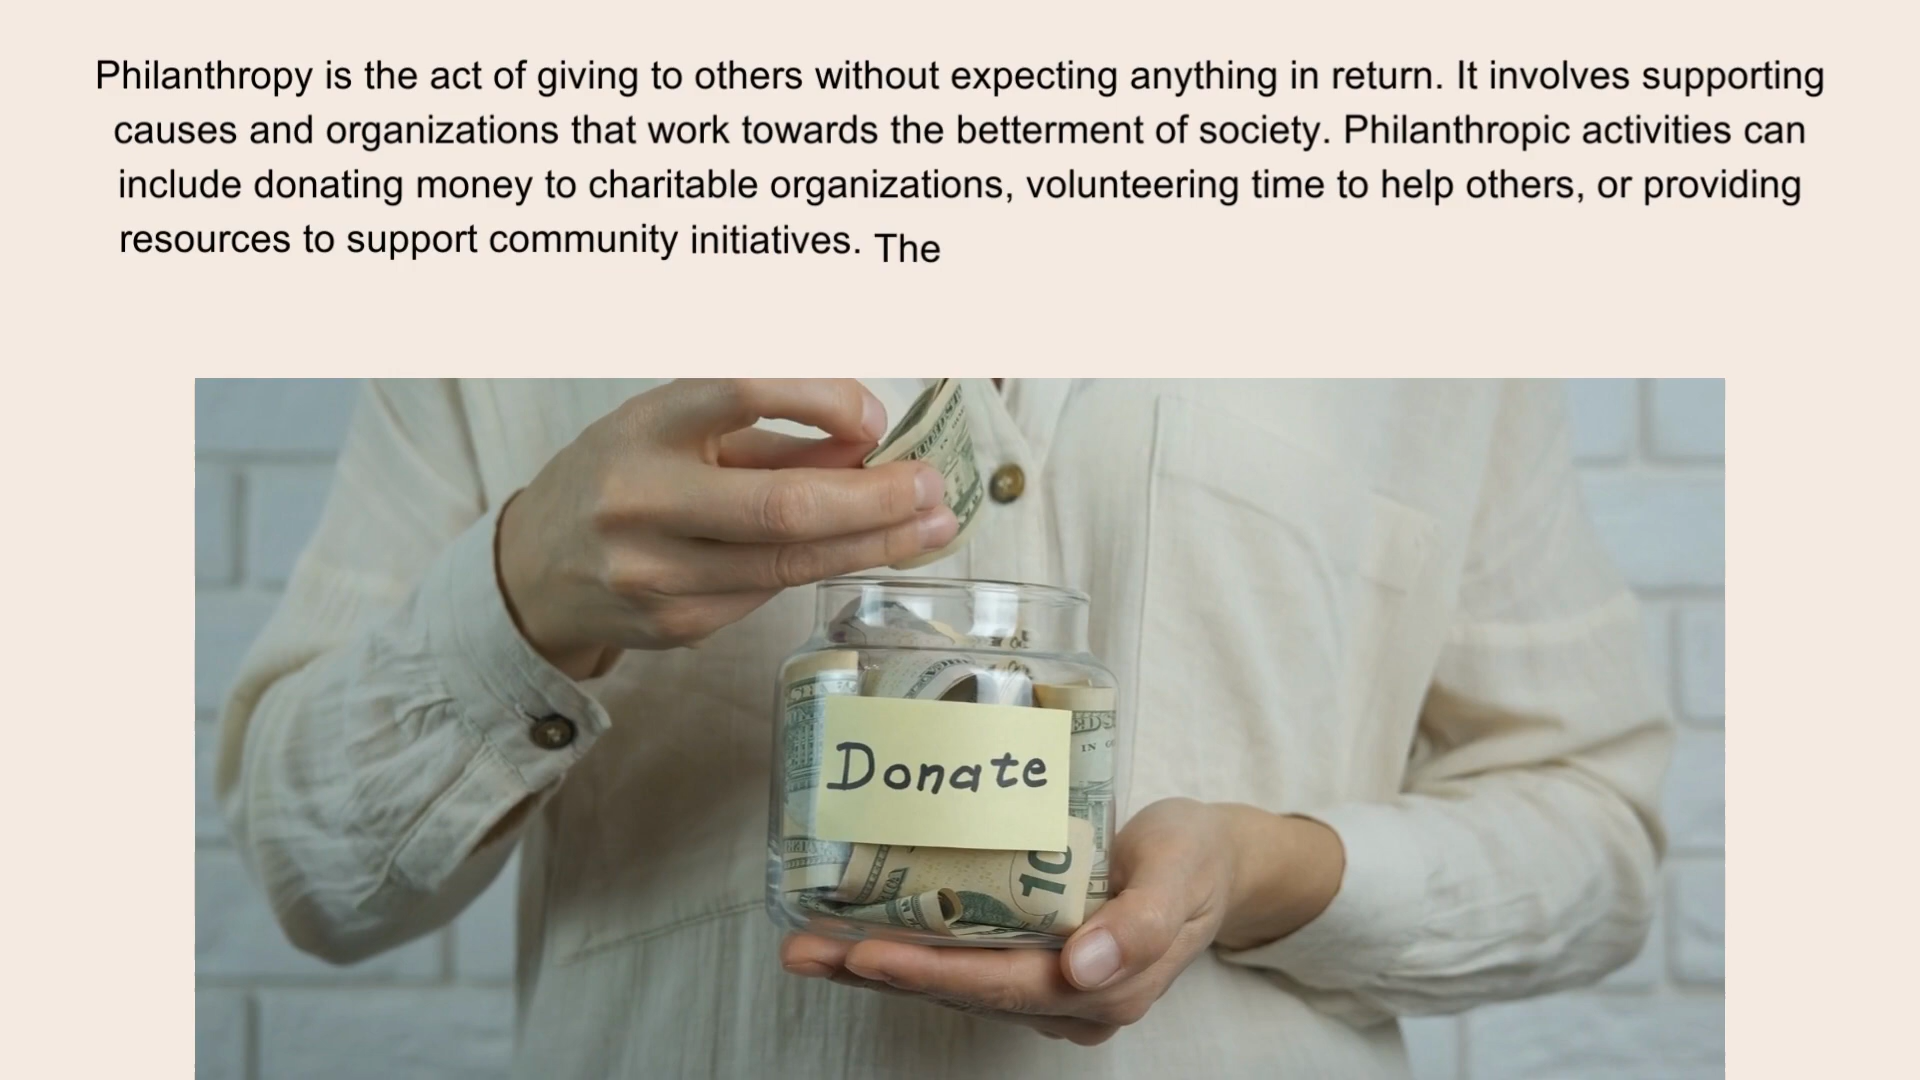 Philanthropy is the act of giving to others without expecting anything in return. It involves supporting
causes and organizations that work towards the betterment of society. Philanthropic activities can
include donating money to charitable organizations, volunteering time to help others, or providing
resources to support community initiatives. The
Donate
10